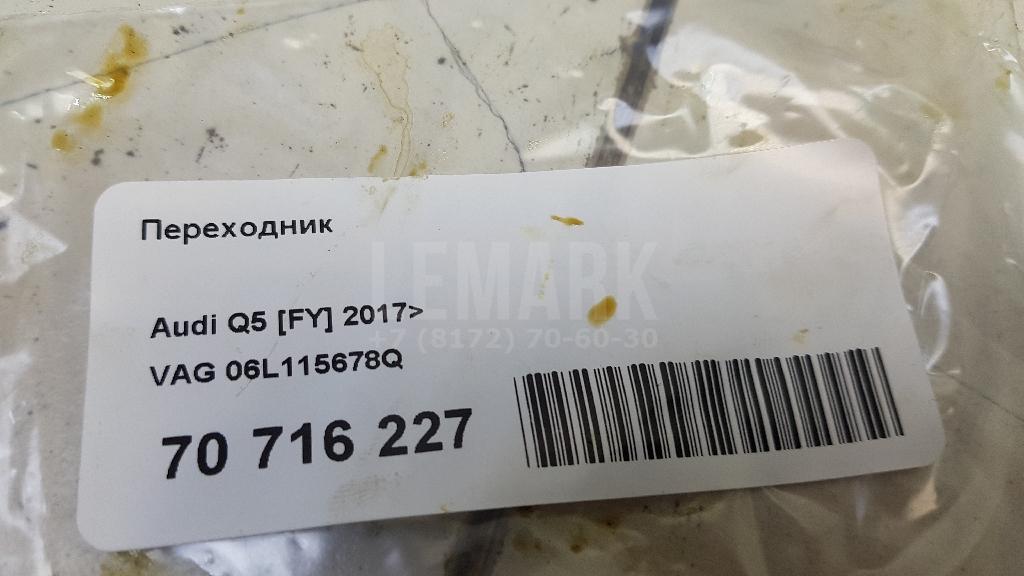 Переходник
LEMARK
Audi Q5 [FY] 2017>
+7 (8172) 70-60-30
VAG 06L115678Q
70 716 227